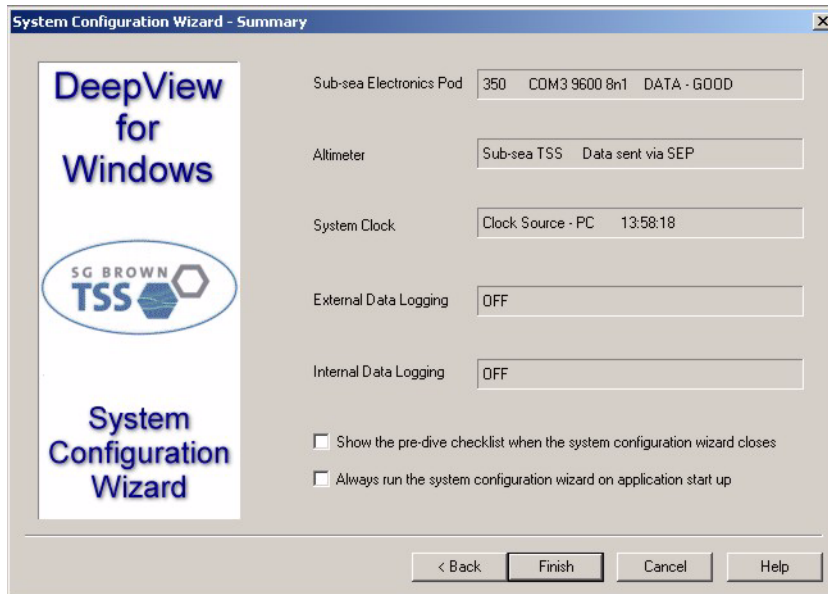 System Configuration Wizard - Summary
DeepView
for
Windows
SG BROWN
TSS
System
Configuration
Wizard
Sub-sea Electronics Pod 350 COM3 9600 8n1 DATA - GOOD
Altimeter Sub-sea TSS Data sent via SEP
System Clock Clock Source - PC 13:58:18
External Data Logging OFF
Internal Data Logging OFF
Show the pre-dive checklist when the system configuration wizard closes
Always run the system configuration wizard on application start up
< Back Finish Cancel Help